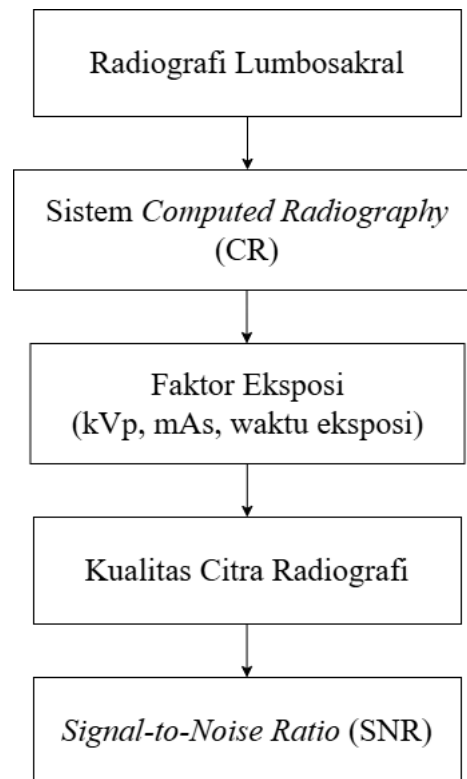 Radiografi Lumbosakral
Sistem Computed Radiography
(CR)
Faktor Eksposi
(kVp, mAs, waktu eksposi)
Kualitas Citra Radiografi
Signal-to-Noise Ratio (SNR)